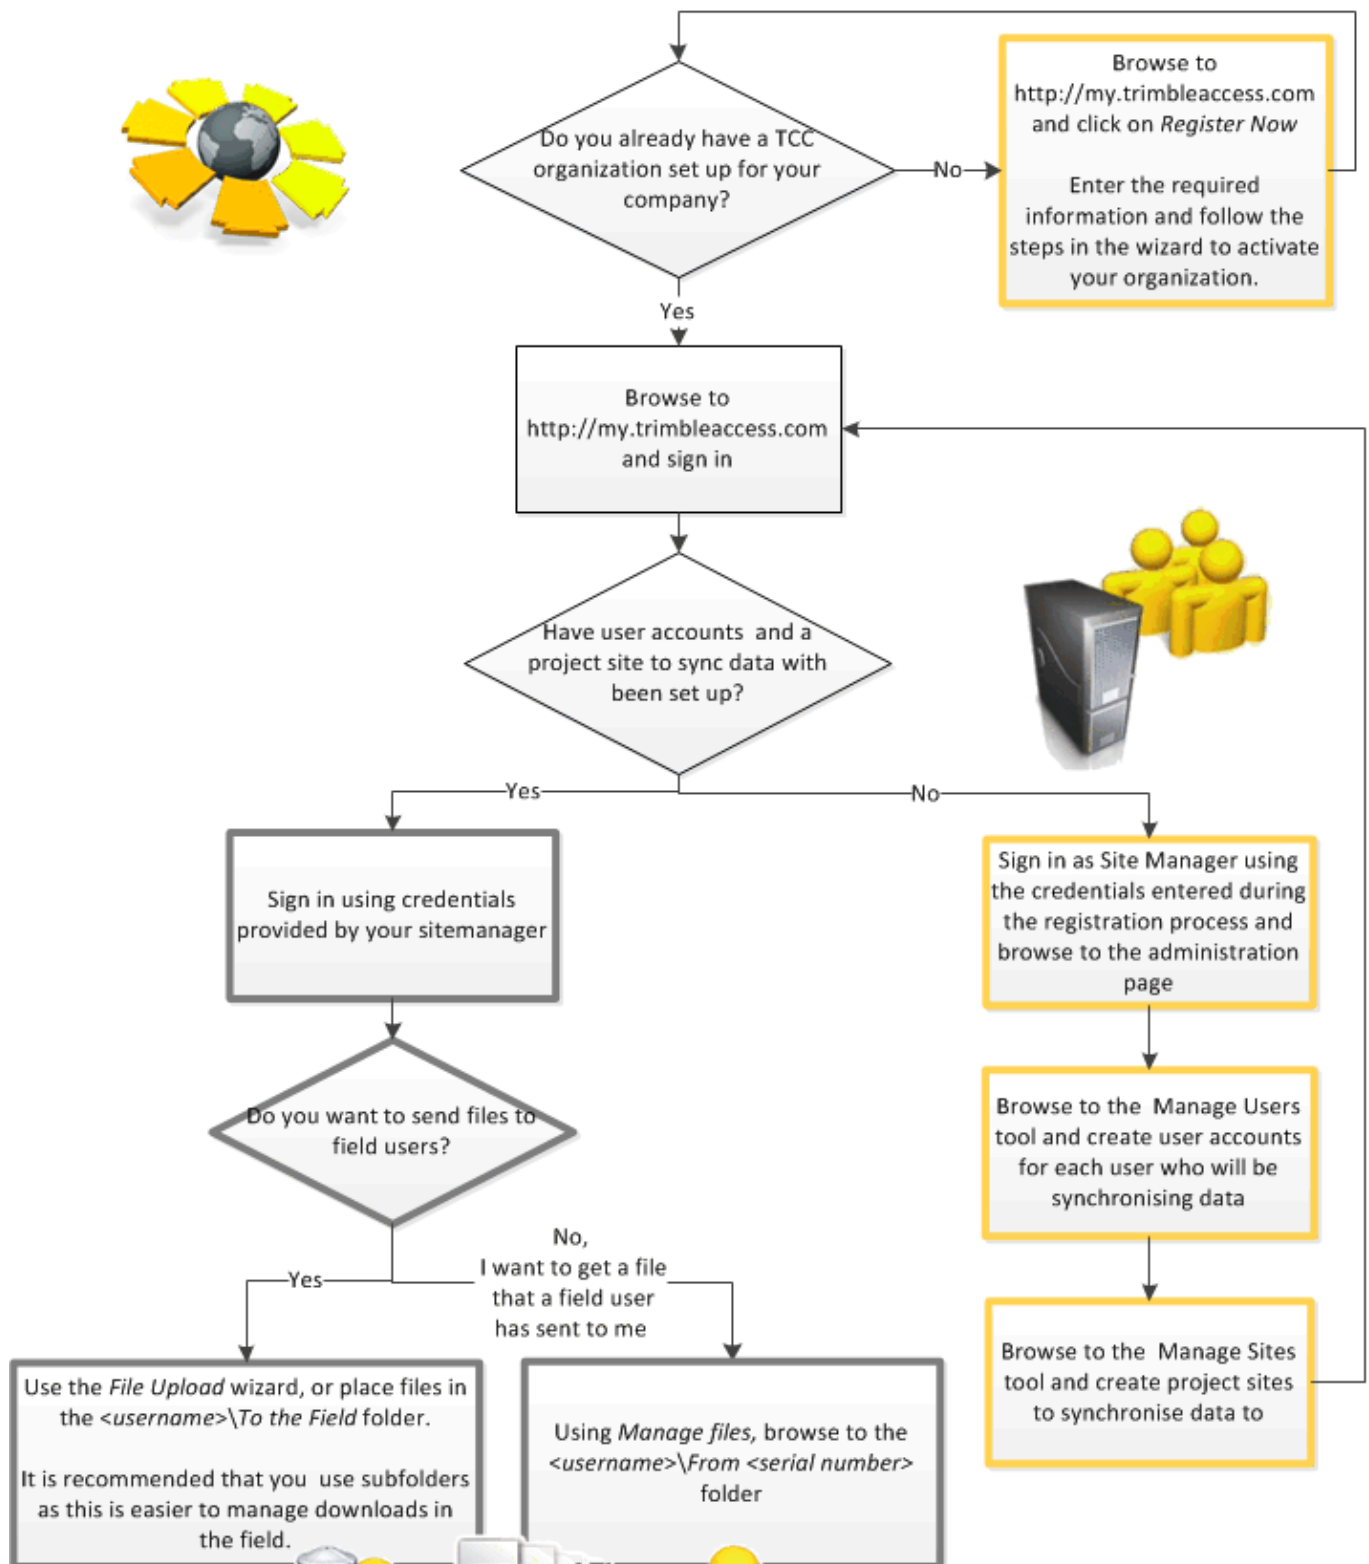 Do you already have a TCC
organization set up for your
company?
No
Browse to
http://my.trimbleaccess.com
and click on Register Now
Enter the required
information and follow the
steps in the wizard to activate
your organization.
Yes
Browse to
http://my.trimbleaccess.com
and sign in
Have user accounts and a
project site to sync data with
been set up?
Yes
No
Sign in using credentials
provided by your sitemanager
Sign in as Site Manager using
the credentials entered during
the registration process and
browse to the administration
page
Do you want to send files to
field users?
Browse to the Manage Users
tool and create user accounts
for each user who will be
synchronising data
Yes
No,
I want to get a file
that a field user
has sent to me
Browse to the Manage Sites
tool and create project sites
to synchronise data to
Use the File Upload wizard, or place files in
the <username>\To the Field folder.
It is recommended that you use subfolders
as this is easier to manage downloads in
the field.
Using Manage files, browse to the
<username>\From <serial number>
folder